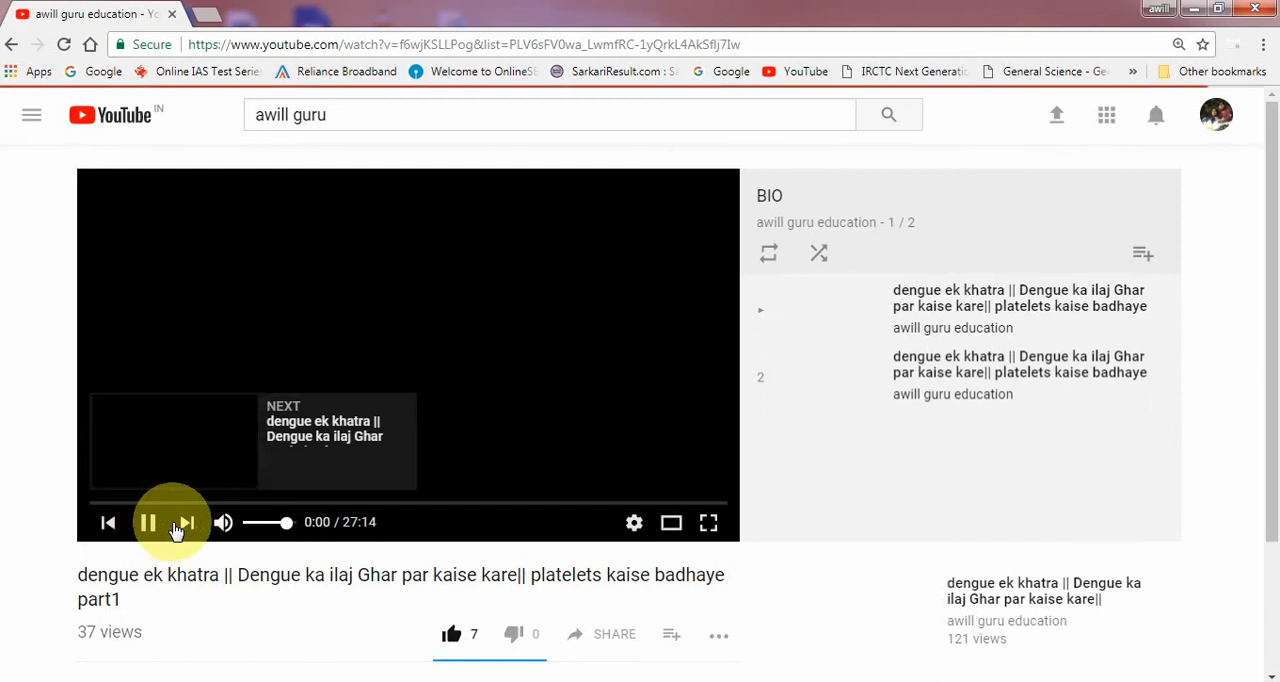 awill guru education - Yo
awill
Secure https://www.youtube.com/watch?v=f6wjKSLLPog&list=PLV6sFV0wa_LwmfRC-1yQrkL4AkSflj7Iw
Apps Google Online IAS Test Series Reliance Broadband Welcome to OnlineSB SarkariResult.com : Sa Google YouTube IRCTC Next Generati General Science - Ge » Other bookmarks
YouTube IN
awill guru
BIO
awill guru education - 1 / 2
dengue ek khatra || Dengue ka ilaj Ghar
par kaise kare|| platelets kaise badhaye
awill guru education
2
dengue ek khatra || Dengue ka ilaj Ghar
par kaise kare|| platelets kaise badhaye
awill guru education
NEXT
dengue ek khatra ||
Dengue ka ilaj Ghar
0:00 / 27:14
dengue ek khatra || Dengue ka ilaj Ghar par kaise kare|| platelets kaise badhaye
part1
37 views
7 0 SHARE
dengue ek khatra || Dengue ka
ilaj Ghar par kaise kare||
awill guru education
121 views